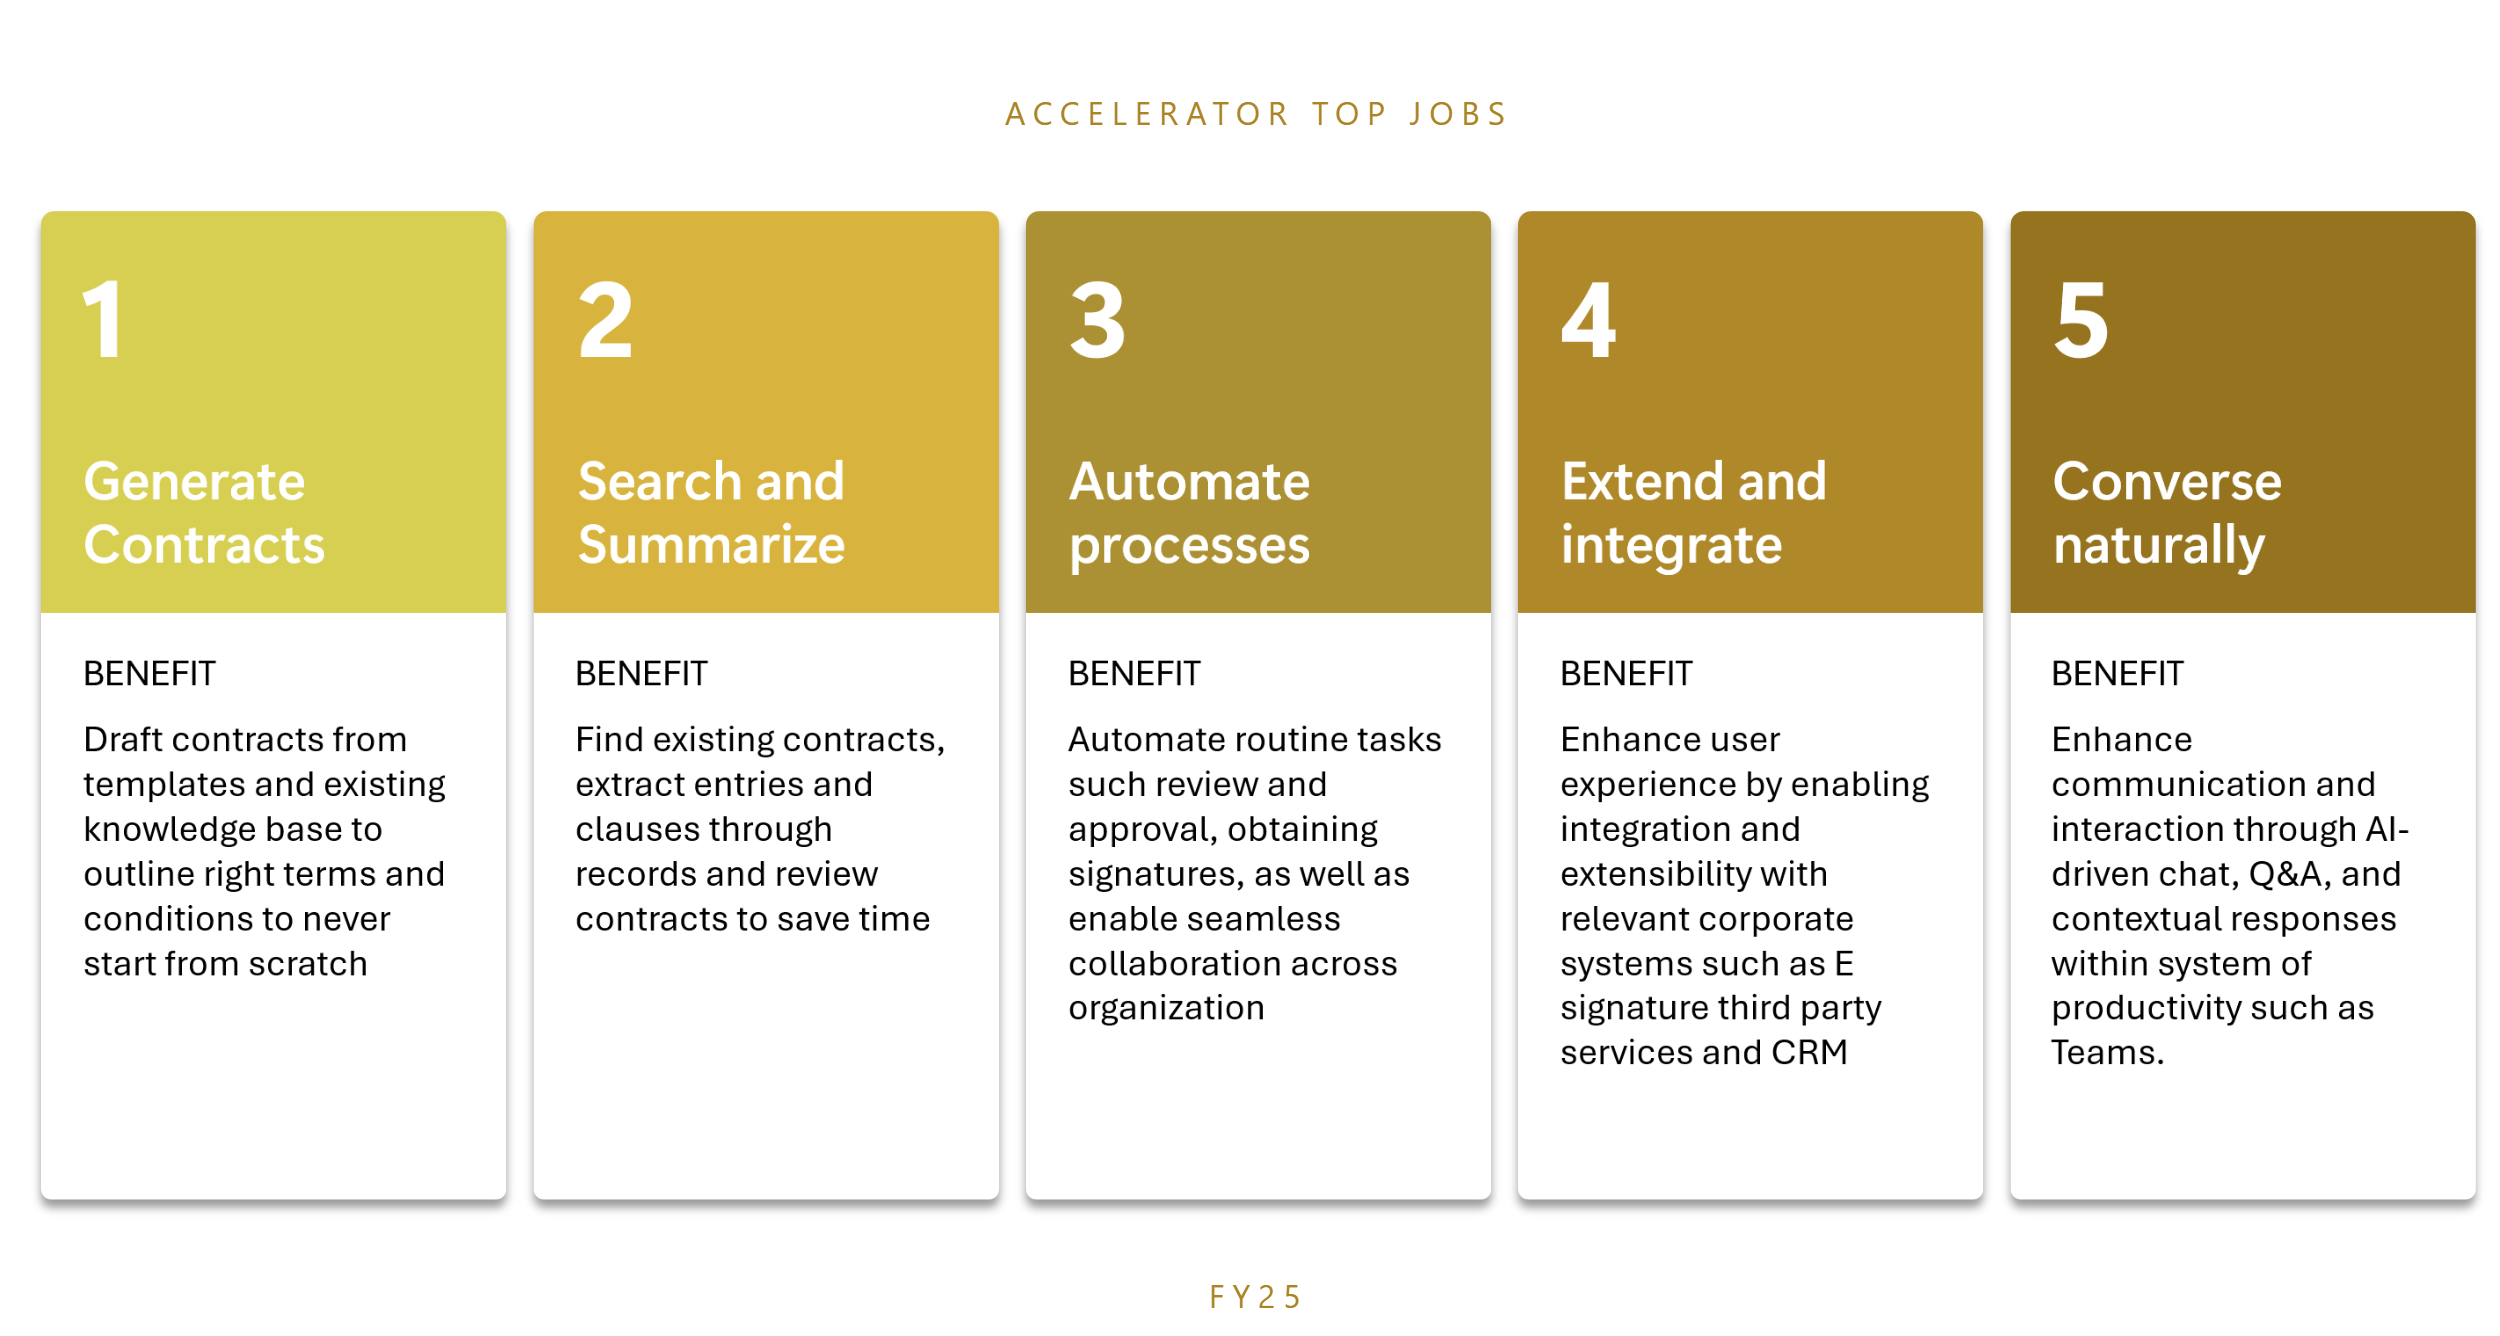 ACCELERATOR TOP JOBS
1
Generate
Contracts
BENEFIT
Draft contracts from
templates and existing
knowledge base to
outline right terms and
conditions to never
start from scratch
2
Search and
Summarize
BENEFIT
Find existing contracts,
extract entries and
clauses through
records and review
contracts to save time
3
Automate
processes
BENEFIT
Automate routine tasks
such review and
approval, obtaining
signatures, as well as
enable seamless
collaboration across
organization
4
Extend and
integrate
BENEFIT
Enhance user
experience by enabling
integration and
extensibility with
relevant corporate
systems such as E
signature third party
services and CRM
5
Converse
naturally
BENEFIT
Enhance
communication and
interaction through AI-
driven chat, Q&A, and
contextual responses
within system of
productivity such as
Teams.
FY25